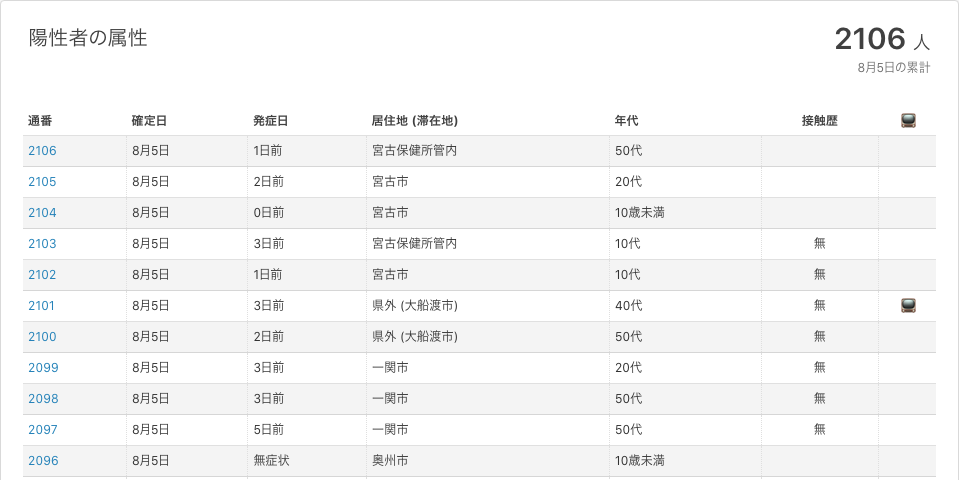 陽性者の属性
2106 人
8月5日の累計
通番 確定日 発症日 居住地 (滞在地) 年代 接触歴
2106 8月5日 1日前 宮古保健所管内 50代
2105 8月5日 2日前 宮古市 20代
2104 8月5日 0日前 宮古市 10歳未満
2103 8月5日 3日前 宮古保健所管内 10代 無
2102 8月5日 1日前 宮古市 10代 無
2101 8月5日 3日前 県外 (大船渡市) 40代 無
2100 8月5日 2日前 県外 (大船渡市) 50代 無
2099 8月5日 3日前 一関市 20代 無
2098 8月5日 3日前 一関市 50代 無
2097 8月5日 5日前 一関市 50代 無
2096 8月5日 無症状 奥州市 10歳未満